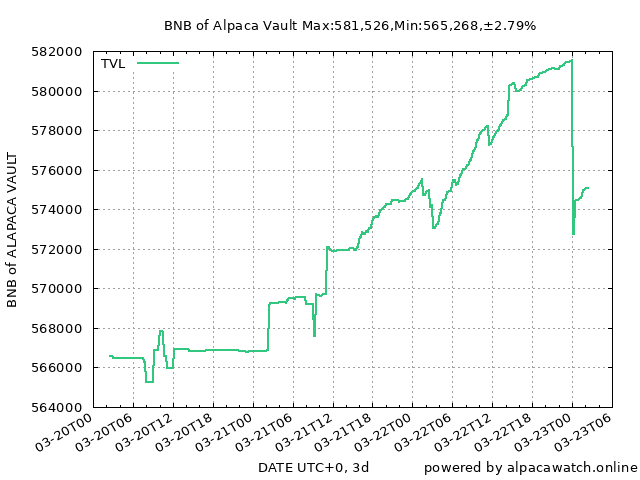 BNB of Alpaca Vault Max:581,526,Min:565,268,±2.79%
TVL
BNB of ALAPACA VAULT
582000
580000
578000
576000
574000
572000
570000
568000
566000
564000
03-20T00
03-20T06
03-20T12
03-20T18
03-21T00
03-21T06
03-21T12
03-21T18
03-22T00
03-22T06
03-22T12
03-22T18
03-23T00
03-23T06
DATE UTC+0, 3d
powered by alpacawatch.online